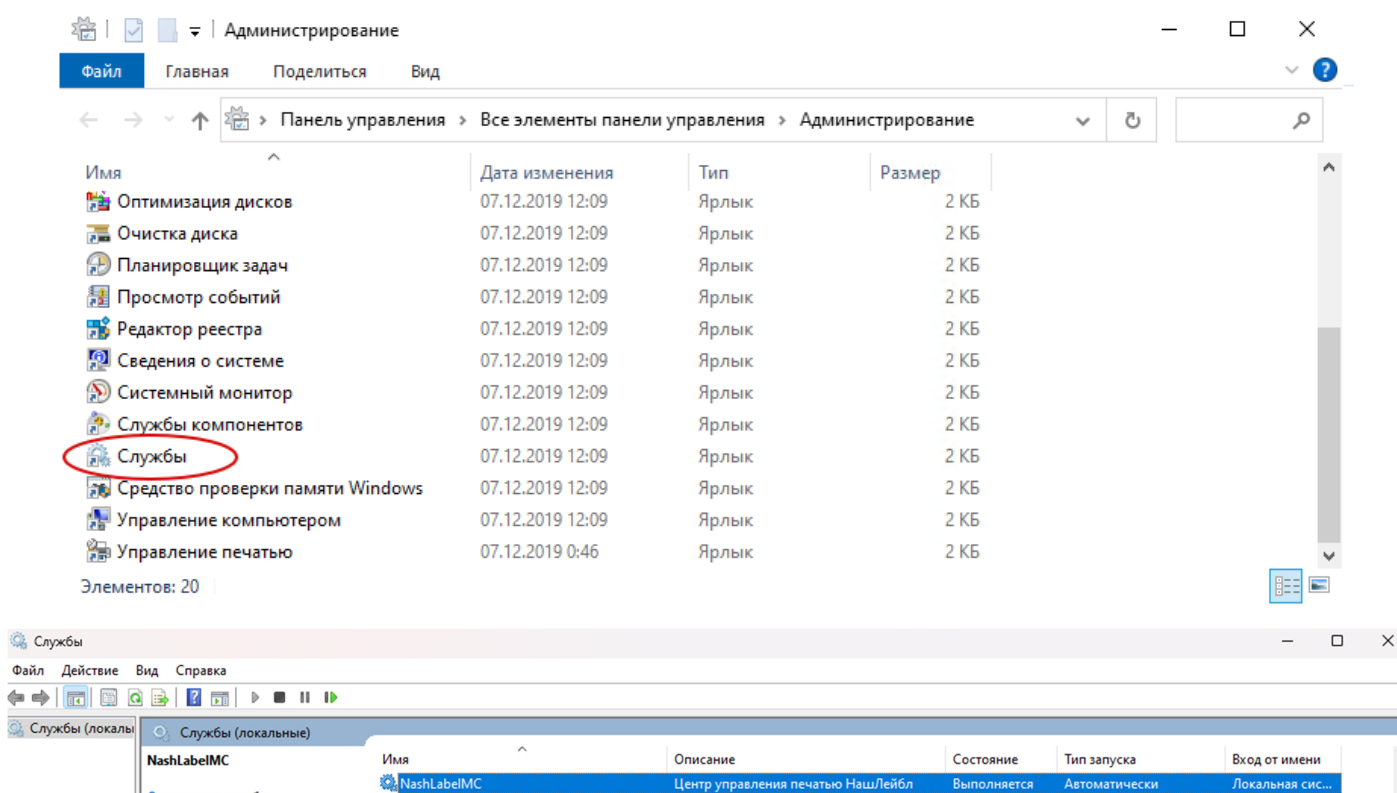 Администрирование
Файл Главная Поделиться Вид
Панель управления Все элементы панели управления Администрирование
Имя Дата изменения Тип Размер
Оптимизация дисков 07.12.2019 12:09 Ярлык 2 КБ
Очистка диска 07.12.2019 12:09 Ярлык 2 КБ
Планировщик задач 07.12.2019 12:09 Ярлык 2 КБ
Просмотр событий 07.12.2019 12:09 Ярлык 2 КБ
Редактор реестра 07.12.2019 12:09 Ярлык 2 КБ
Сведения о системе 07.12.2019 12:09 Ярлык 2 КБ
Системный монитор 07.12.2019 12:09 Ярлык 2 КБ
Службы компонентов 07.12.2019 12:09 Ярлык 2 КБ
Службы 07.12.2019 12:09 Ярлык 2 КБ
Средство проверки памяти Windows 07.12.2019 12:09 Ярлык 2 КБ
Управление компьютером 07.12.2019 12:09 Ярлык 2 КБ
Управление печатью 07.12.2019 0:46 Ярлык 2 КБ
Элементов: 20
Службы
Файл Действие Вид Справка
Службы (локалы Службы (локальные)
NashLabelMC Имя Описание Состояние Тип запуска Вход от имени
NashLabelMC Центр управления печатью НашЛейбл Выполняется Автоматически Локальная сис...